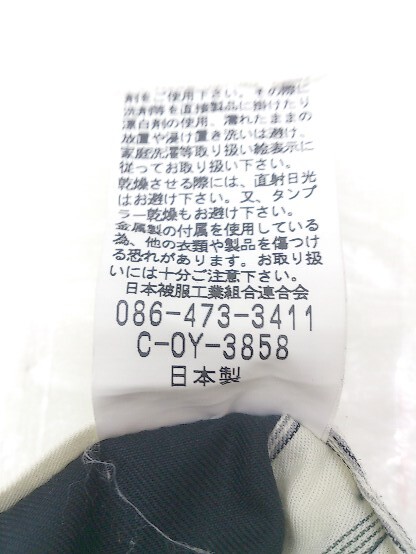 剤をご使用下さい。その際に
洗剤等を直接製品に掛けたり
漂白剤の使用、濡れたままの
放置や浸け置き洗いは避け、
家庭洗濯等取り扱い絵表示に
従ってお取り扱い下さい。
乾燥させる際には、直射日光
はお避け下さい。又、タンブ
ラー乾燥もお避け下さい。
金属製の付属を使用している
為、他の衣類や製品を傷つけ
る恐れがあります。お取り扱
いには十分ご注意下さい。
日本被服工業組合連合会
086-473-3411
C-OY-3858
日本製